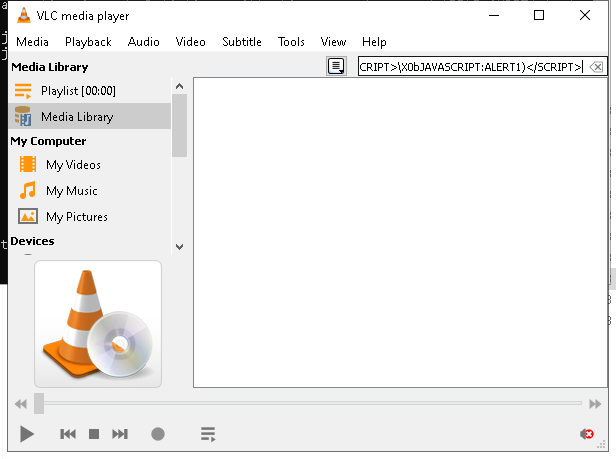 VLC media player
Media Playback Audio Video Subtitle Tools View Help
Media Library
CRIPT>\X0bJAVASCRIPT:ALERT1)</SCRIPT>
Playlist [00:00]
Media Library
My Computer
My Videos
My Music
My Pictures
Devices